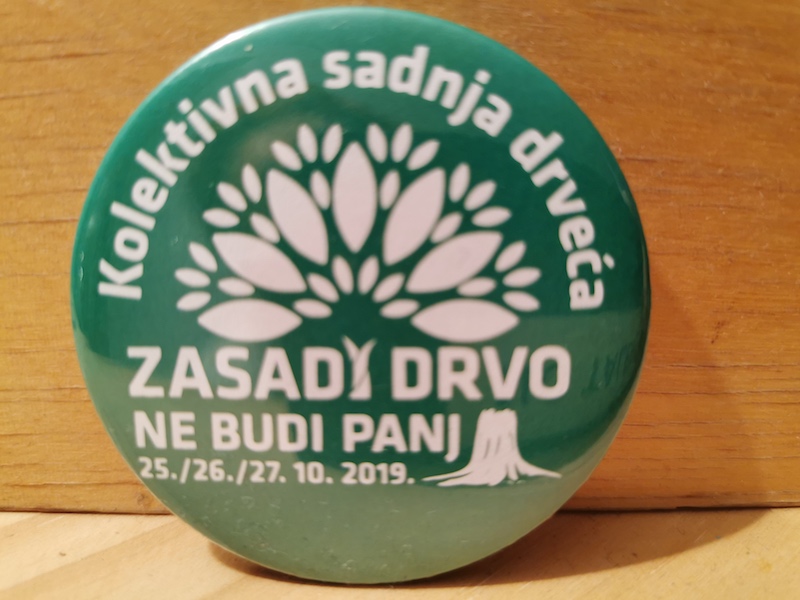 Kolektivna sadnja drveća
ZASADI DRVO
NE BUDI PANJ
25./26./27. 10. 2019.